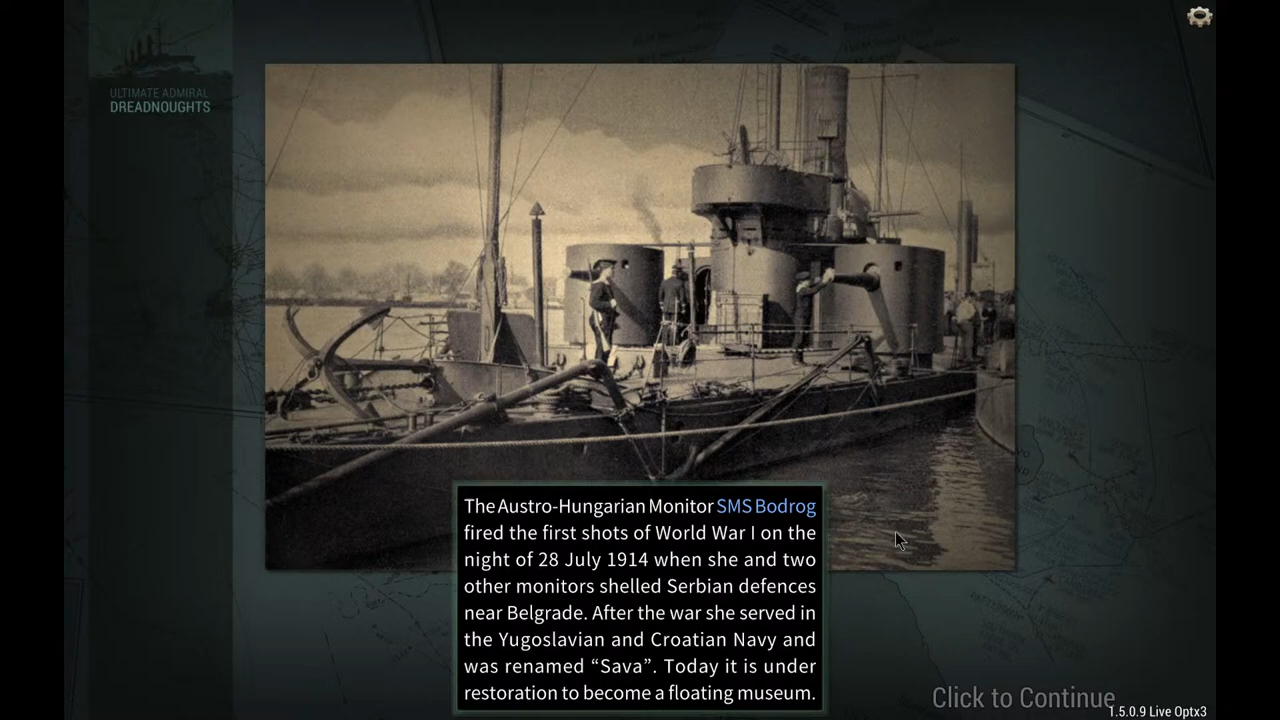 ULTIMATE ADMIRAL
DREADNOUGHTS
The Austro-Hungarian Monitor SMS Bodrog
fired the first shots of World War I on the
night of 28 July 1914 when she and two
other monitors shelled Serbian defences
near Belgrade. After the war she served in
the Yugoslavian and Croatian Navy and
was renamed “Sava”. Today it is under
restoration to become a floating museum.
Click to Continue
1.5.0.9 Live Optx3